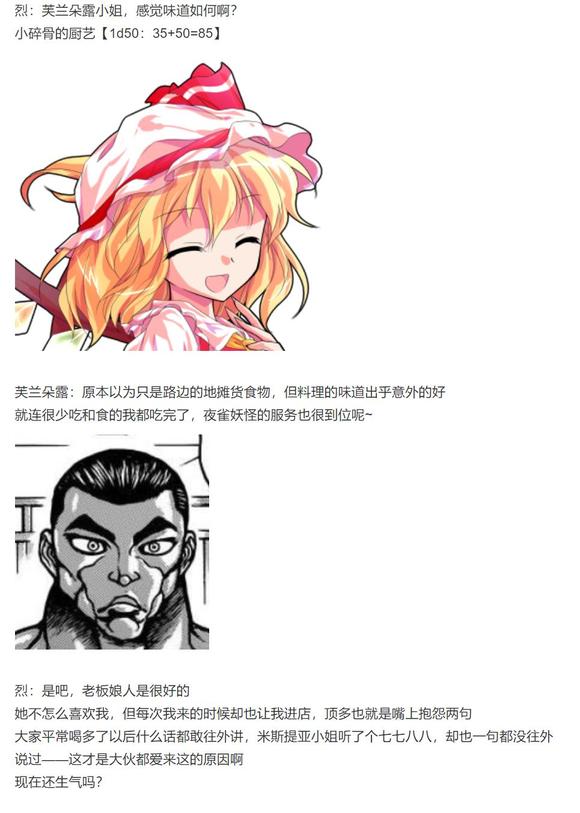 烈：芙兰朵露小姐，感觉味道如何啊？
小碎骨的厨艺【1d50：35+50=85】
芙兰朵露：原本以为只是路边的地摊货食物，但料理的味道出乎意外的好
就连很少吃和食的我都吃完了，夜雀妖怪的服务也很到位呢~
烈：是吧，老板娘人是很好的
她不怎么喜欢我，但每次我来的时候却也让我进店，顶多也就是嘴上抱怨两句
大家平常喝多了以后什么话都敢往外讲，米斯提亚小姐听了个七七八八，却也一句都没往外
说过——这才是大伙都爱来这的原因啊
现在还生气吗？